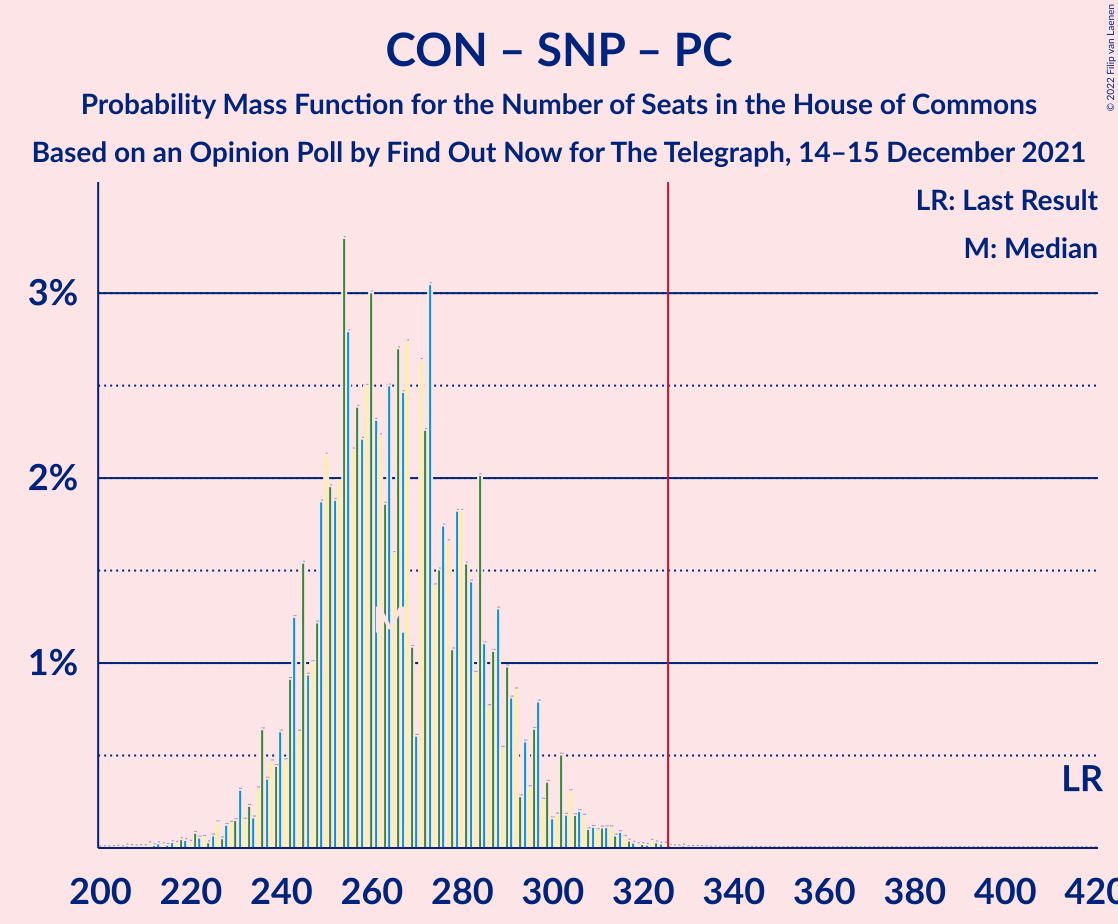 CON – SNP – PC
Probability Mass Function for the Number of Seats in the House of Commons
Based on an Opinion Poll by Find Out Now for The Telegraph, 14–15 December 2021
© 2022 Filip van Laenen
LR: Last Result
M: Median
3%
2%
1%
M
LR
200 220 240 260 280 300 320 340 360 380 400 420